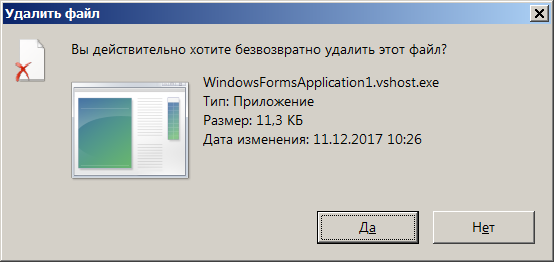 Удалить файл
Вы действительно хотите безвозвратно удалить этот файл?
WindowsFormsApplication1.vshost.exe
Тип: Приложение
Размер: 11,3 КБ
Дата изменения: 11.12.2017 10:26
Да
Нет